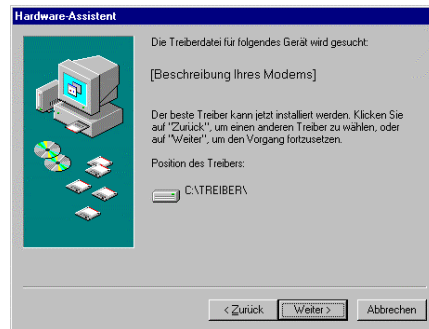 Hardware-Assistent
Die Treiberdatei für folgendes Gerät wird gesucht:
[Beschreibung Ihres Modems]
Der beste Treiber kann jetzt installiert werden. Klicken Sie
auf "Zurück", um einen anderen Treiber zu wählen, oder
auf "Weiter", um den Vorgang fortzusetzen.
Position des Treibers:
C:\TREIBER\
< Zurück
Weiter >
Abbrechen